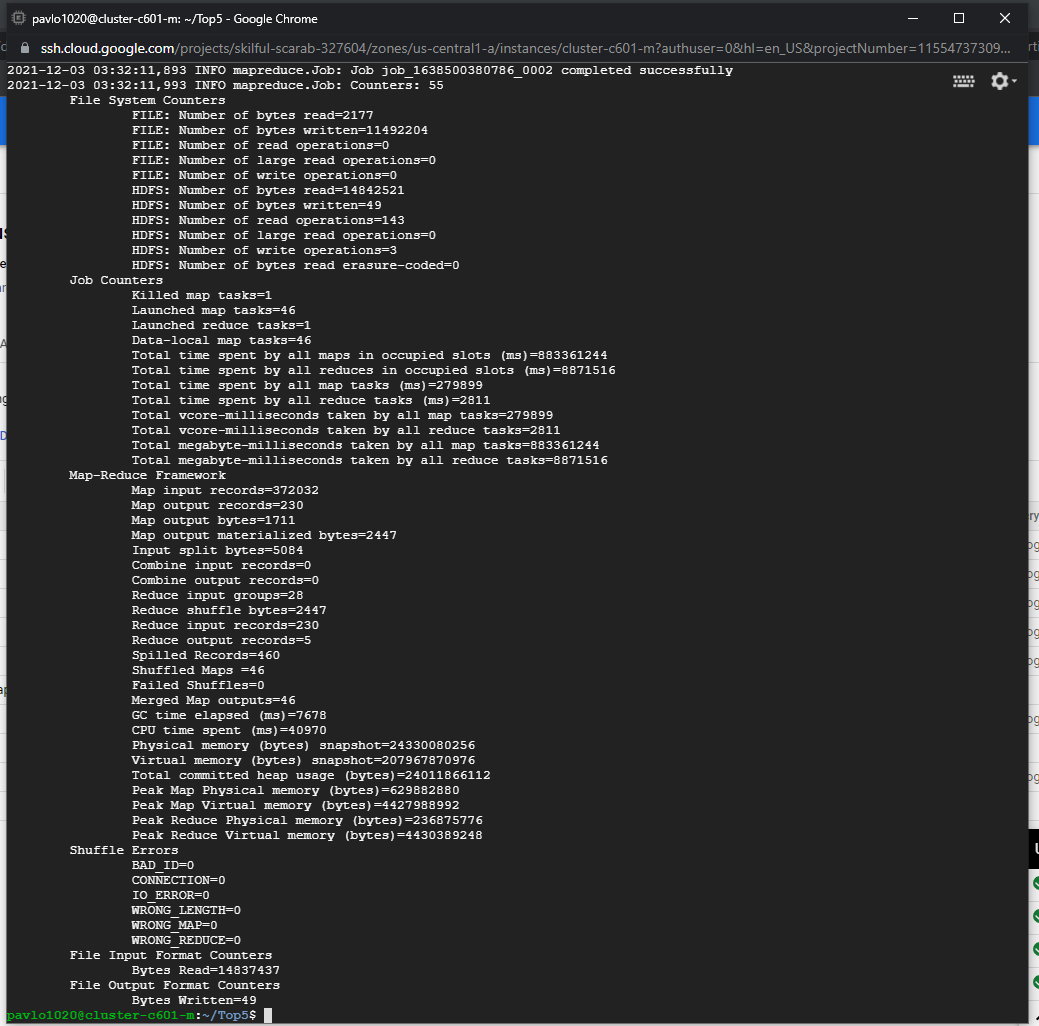 pavlo1020@cluster-c601-m: ~/Top5 - Google Chrome
ssh.cloud.google.com/projects/skilful-scarab-327604/zones/us-central1-a/instances/cluster-c601-m?authuser=0&hl=en_US&projectNumber=11554737309...
2021-12-03 03:32:11,893 INFO mapreduce.Job: Job job_1638500380786_0002 completed successfully
2021-12-03 03:32:11,993 INFO mapreduce.Job: Counters: 55
File System Counters
FILE: Number of bytes read=2177
FILE: Number of bytes written=11492204
FILE: Number of read operations=0
FILE: Number of large read operations=0
FILE: Number of write operations=0
HDFS: Number of bytes read=14842521
HDFS: Number of bytes written=49
HDFS: Number of read operations=143
HDFS: Number of large read operations=0
HDFS: Number of write operations=3
HDFS: Number of bytes read erasure-coded=0
Job Counters
Killed map tasks=1
Launched map tasks=46
Launched reduce tasks=1
Data-local map tasks=46
Total time spent by all maps in occupied slots (ms)=883361244
Total time spent by all reduces in occupied slots (ms)=8871516
Total time spent by all map tasks (ms)=279899
Total time spent by all reduce tasks (ms)=2811
Total vcore-milliseconds taken by all map tasks=279899
Total vcore-milliseconds taken by all reduce tasks=2811
Total megabyte-milliseconds taken by all map tasks=883361244
Total megabyte-milliseconds taken by all reduce tasks=8871516
Map-Reduce Framework
Map input records=372032
Map output records=230
Map output bytes=1711
Map output materialized bytes=2447
Input split bytes=5084
Combine input records=0
Combine output records=0
Reduce input groups=28
Reduce shuffle bytes=2447
Reduce input records=230
Reduce output records=5
Spilled Records=460
Shuffled Maps =46
Failed Shuffles=0
Merged Map outputs=46
GC time elapsed (ms)=7678
CPU time spent (ms)=40970
Physical memory (bytes) snapshot=24330080256
Virtual memory (bytes) snapshot=207967870976
Total committed heap usage (bytes)=24011866112
Peak Map Physical memory (bytes)=629882880
Peak Map Virtual memory (bytes)=4427988992
Peak Reduce Physical memory (bytes)=236875776
Peak Reduce Virtual memory (bytes)=4430389248
Shuffle Errors
BAD_ID=0
CONNECTION=0
IO_ERROR=0
WRONG_LENGTH=0
WRONG_MAP=0
WRONG_REDUCE=0
File Input Format Counters
Bytes Read=14837437
File Output Format Counters
Bytes Written=49
pavlo1020@cluster-c601-m:~/Top5$